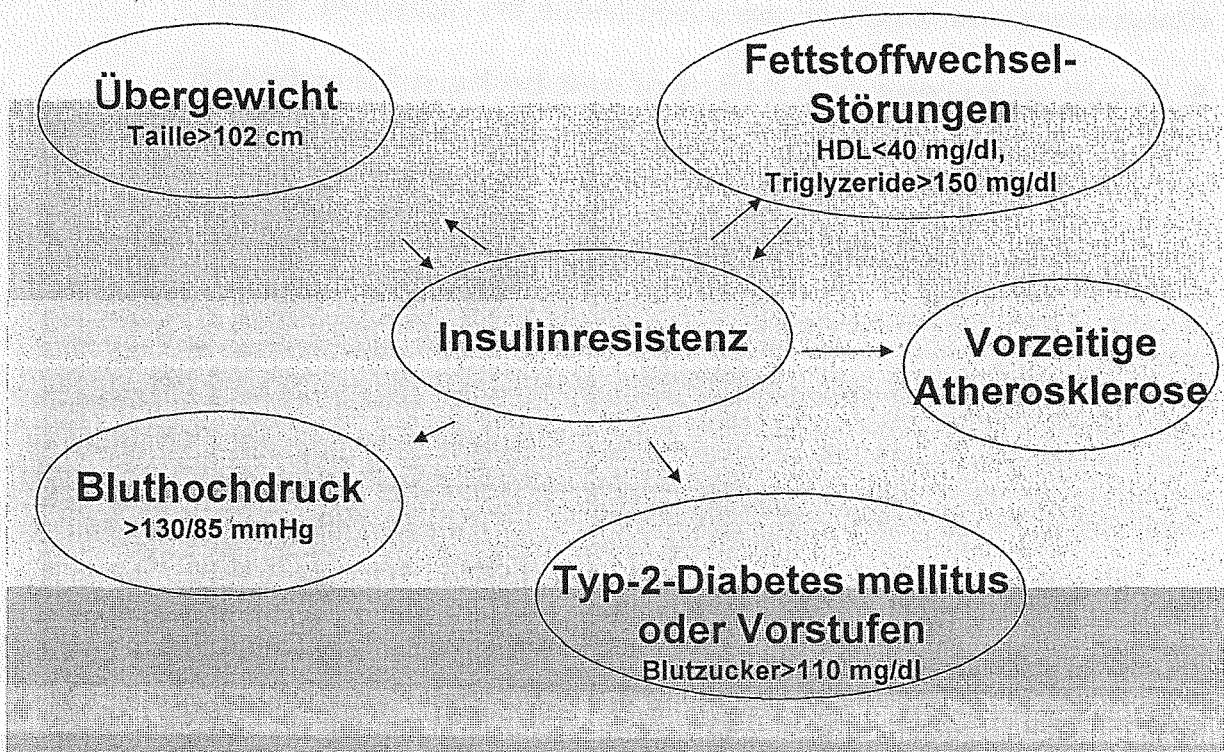 Übergewicht
Taille>102 cm
Fettstoffwechsel-
Störungen
HDL<40 mg/dl,
Triglyzeride>150 mg/dl
Insulinresistenz
Vorzeitige
Atherosklerose
Bluthochdruck
>130/85 mmHg
Typ-2-Diabetes mellitus
oder Vorstufen
Blutzucker>110 mg/dl